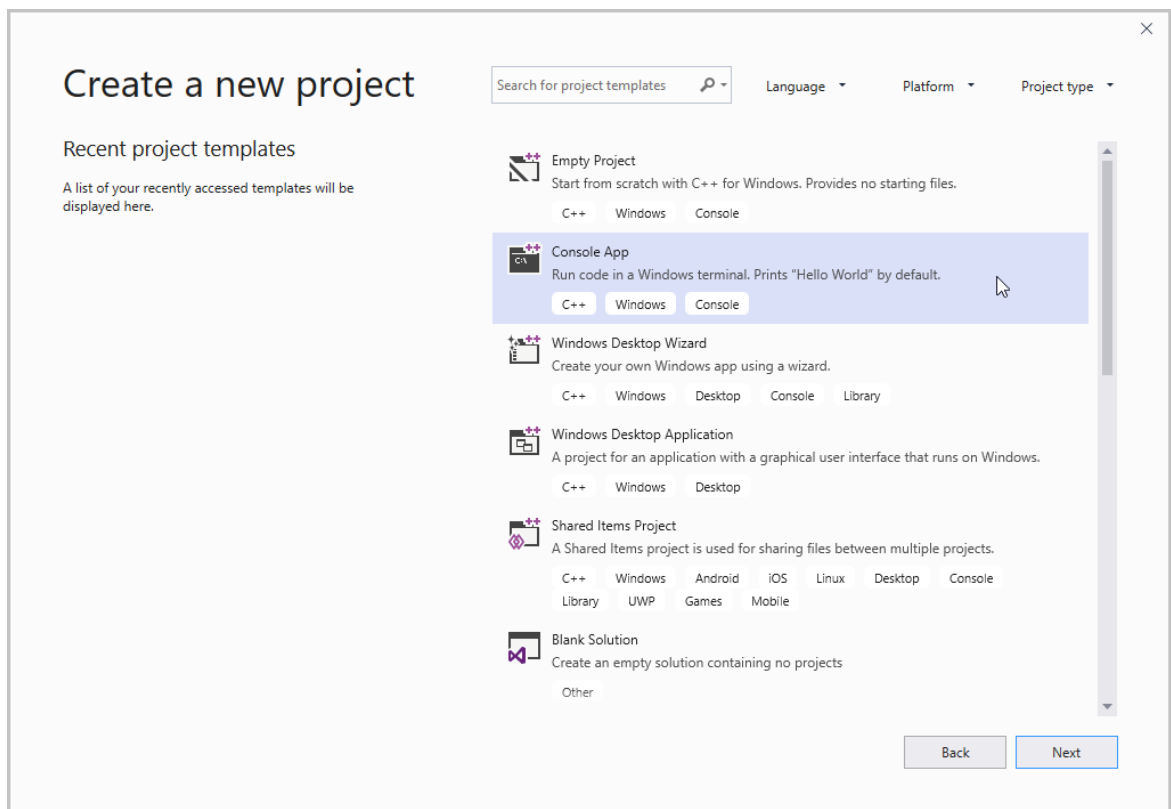 Create a new project
Search for project templates
Language
Platform
Project type
Recent project templates
A list of your recently accessed templates will be
displayed here.
Empty Project
Start from scratch with C++ for Windows. Provides no starting files.
C++ Windows Console
C:\
Console App
Run code in a Windows terminal. Prints "Hello World" by default.
C++ Windows Console
Windows Desktop Wizard
Create your own Windows app using a wizard.
C++ Windows Desktop Console Library
Windows Desktop Application
A project for an application with a graphical user interface that runs on Windows.
C++ Windows Desktop
Shared Items Project
A Shared Items project is used for sharing files between multiple projects.
C++ Windows Android iOS Linux Desktop Console
Library UWP Games Mobile
Blank Solution
Create an empty solution containing no projects
Other
Back Next